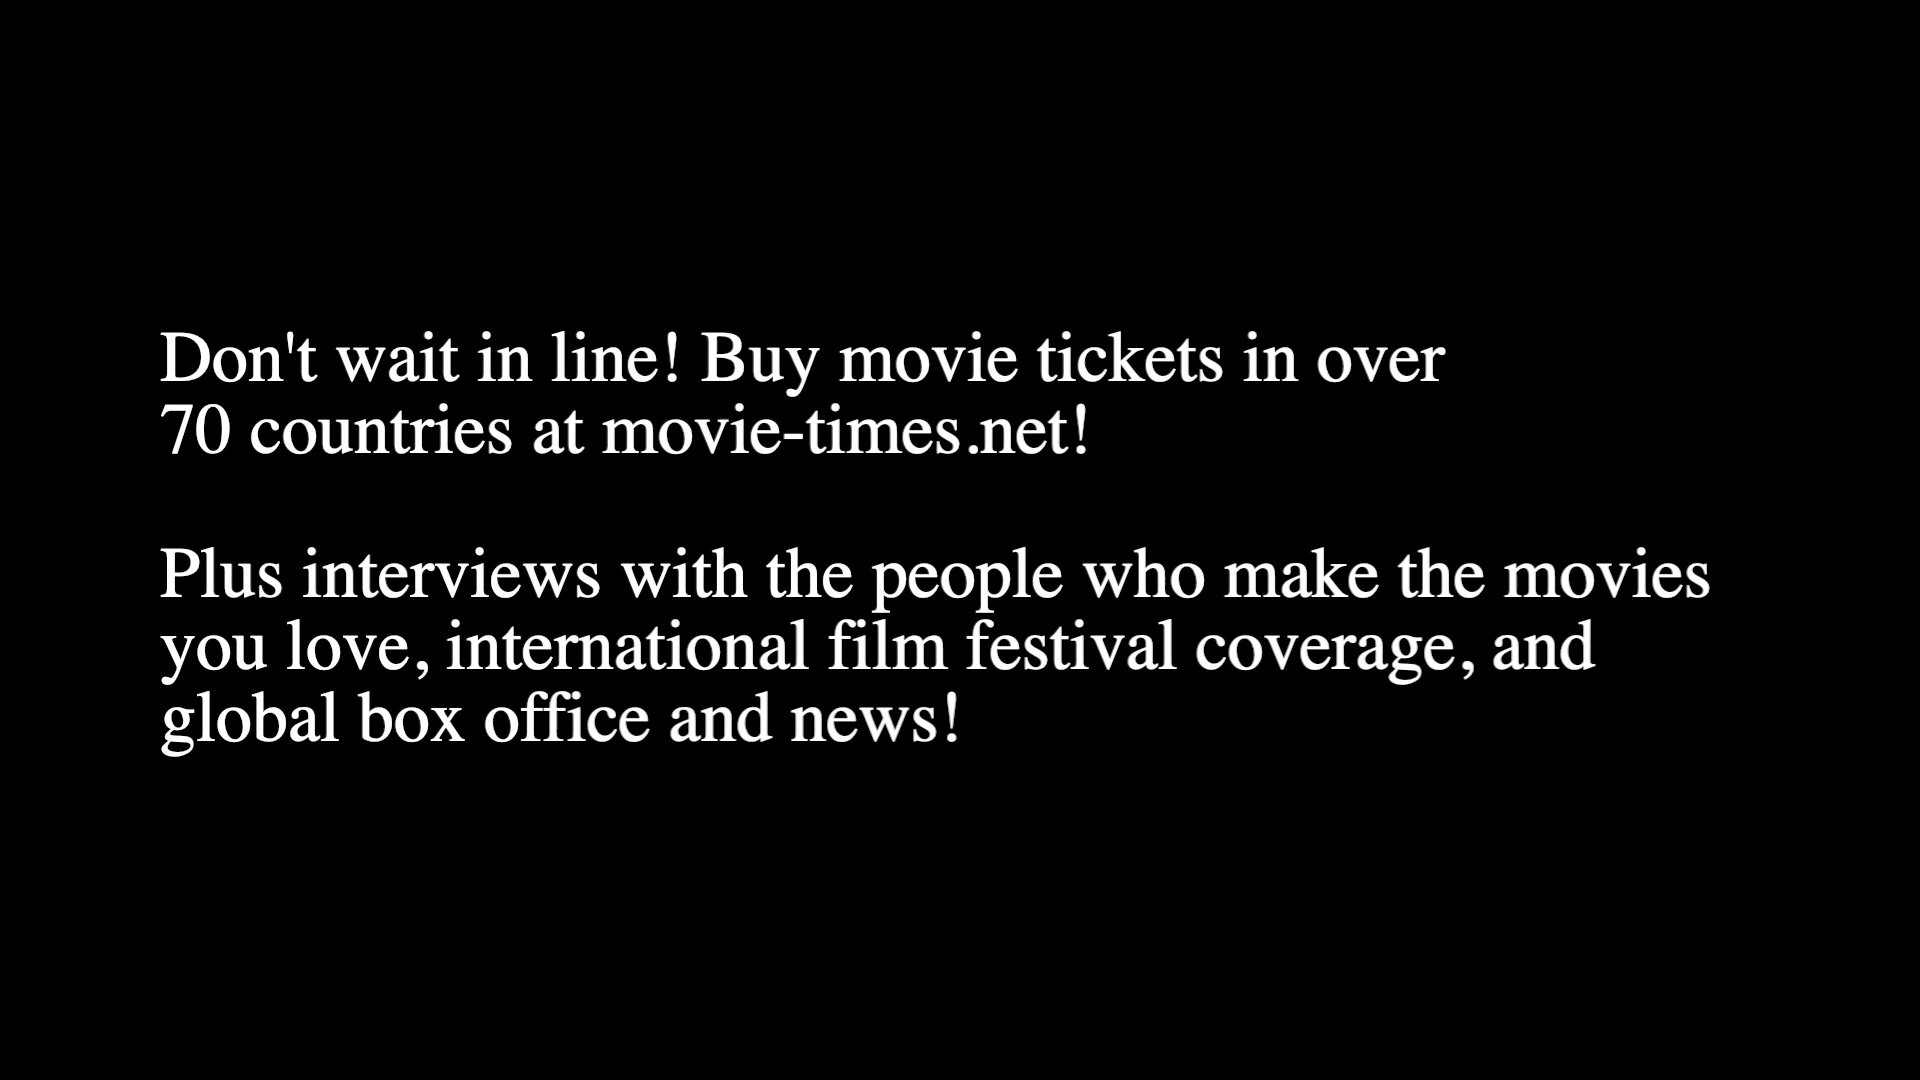 Don't wait in line! Buy movie tickets in over
70 countries at movie-times.net!
Plus interviews with the people who make the movies
you love, international film festival coverage, and
global box office and news!